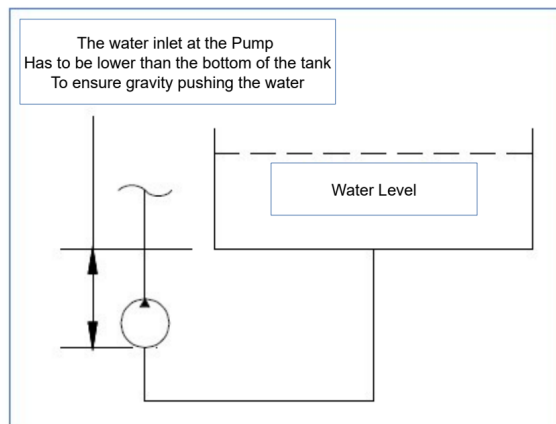 The water inlet at the Pump
Has to be lower than the bottom of the tank
To ensure gravity pushing the water
Water Level